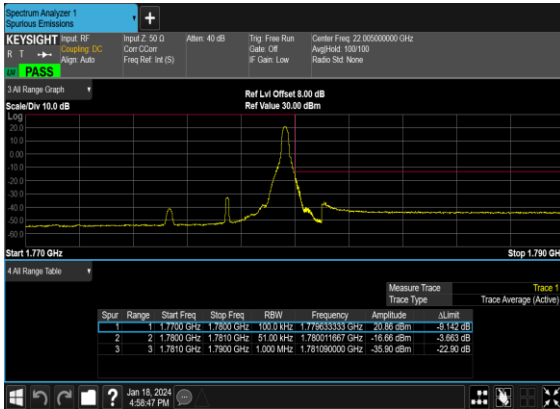 Spectrum Analyzer 1
Spurious Emissions
KEYSIGHT Input: RF Input Z: 50 Ω Atten: 40 dB Trig: Free Run Center Freq: 22.005000000 GHz
R T Coupling: DC Corr CCorr Gate: Off Avg|Hold: 100/100
Align: Auto Freq Ref: Int (S) IF Gain: Low Radio Std: None
LNI PASS
3 All Range Graph
Ref Lvl Offset 8.00 dB
Scale/Div 10.0 dB Ref Value 30.00 dBm
Log
20.0
10.0
0.00
-10.0
-20.0
-30.0
-40.0
-50.0
-60.0
Start 1.770 GHz Stop 1.790 GH
4 All Range Table
Measure Trace Trace 1
Trace Type Trace Average (Active)
Spur Range Start Freq Stop Freq RBW Frequency Amplitude ΔLimit
1 1 1.7700 GHz 1.7800 GHz 100.0 kHz 1.779633333 GHz 20.86 dBm -9.142 dB
2 2 1.7800 GHz 1.7810 GHz 51.00 kHz 1.780011667 GHz -16.66 dBm -3.663 dB
3 3 1.7810 GHz 1.7900 GHz 1.000 MHz 1.781090000 GHz -35.90 dBm -22.90 dB
? Jan 18, 2024
4:58:47 PM